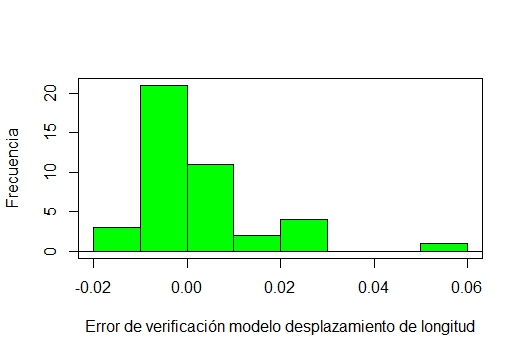 Frecuencia
20
15
10
5
0
-0.02 0.00 0.02 0.04 0.06
Error de verificación modelo desplazamiento de longitud